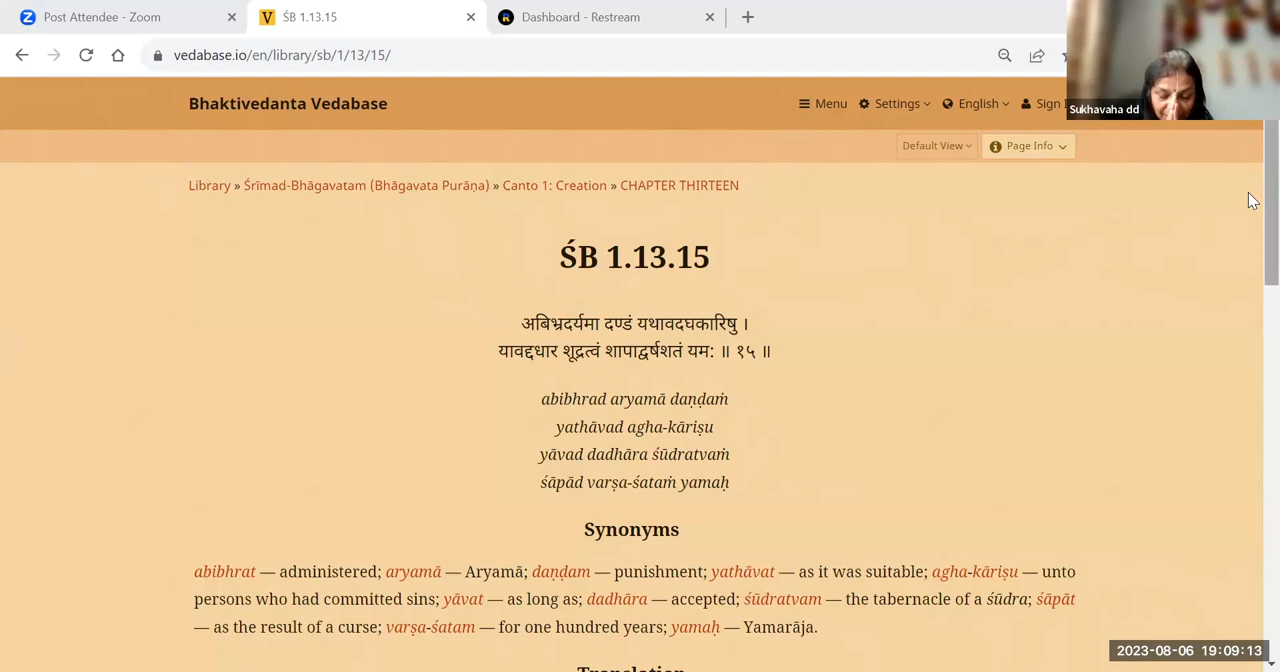 Post Attendee - Zoom
ŚB 1.13.15
Dashboard - Restream
vedabase.io/en/library/sb/1/13/15/
Bhaktivedanta Vedabase
Menu
Settings
English
Sign
Sukhavaha dd
Default View
Page Info
Library » Śrīmad-Bhāgavatam (Bhāgavata Purāṇa) » Canto 1: Creation » CHAPTER THIRTEEN
ŚB 1.13.15
अबिभ्रदर्यमा दण्डं यथावदघकारिषु ।
यावद्दधार शूद्रत्वं शापाद्वर्षशतं यम: ॥ १५ ॥
abibhrad aryamā daṇḍaṁ
yathāvad agha-kāriṣu
yāvad dadhāra śūdratvaṁ
śāpād varṣa-śataṁ yamaḥ
Synonyms
abibhrat — administered; aryamā — Aryamā; daṇḍam — punishment; yathāvat — as it was suitable; agha-kāriṣu — unto
persons who had committed sins; yāvat — as long as; dadhāra — accepted; śūdratvam — the tabernacle of a śūdra; śāpāt
— as the result of a curse; varṣa-śatam — for one hundred years; yamaḥ — Yamarāja.
Translation
2023-08-06 19:09:13